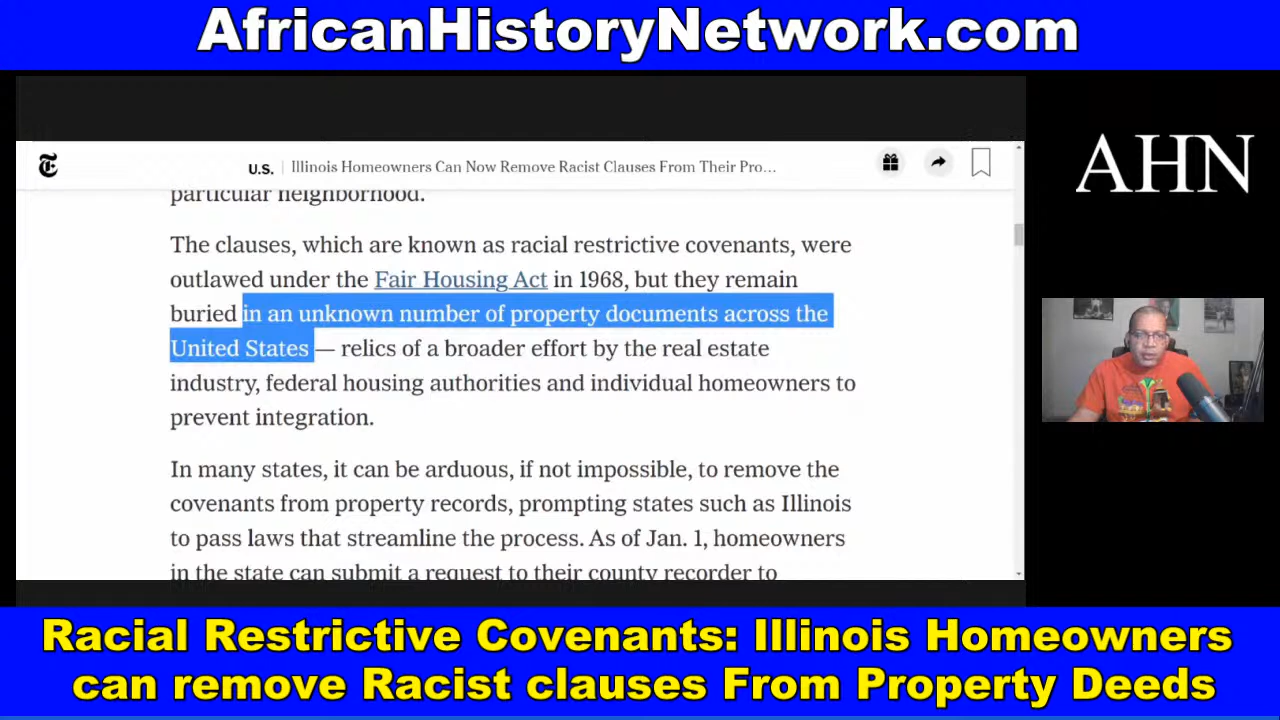 AfricanHistoryNetwork.com
AHN
U.S. | Illinois Homeowners Can Now Remove Racist Clauses From Their Pro...
particular neighborhood.
The clauses, which are known as racial restrictive covenants, were
outlawed under the Fair Housing Act in 1968, but they remain
buried in an unknown number of property documents across the
United States — relics of a broader effort by the real estate
industry, federal housing authorities and individual homeowners to
prevent integration.
In many states, it can be arduous, if not impossible, to remove the
covenants from property records, prompting states such as Illinois
to pass laws that streamline the process. As of Jan. 1, homeowners
in the state can submit a request to their county recorder to
Racial Restrictive Covenants: Illinois Homeowners
can remove Racist clauses From Property Deeds